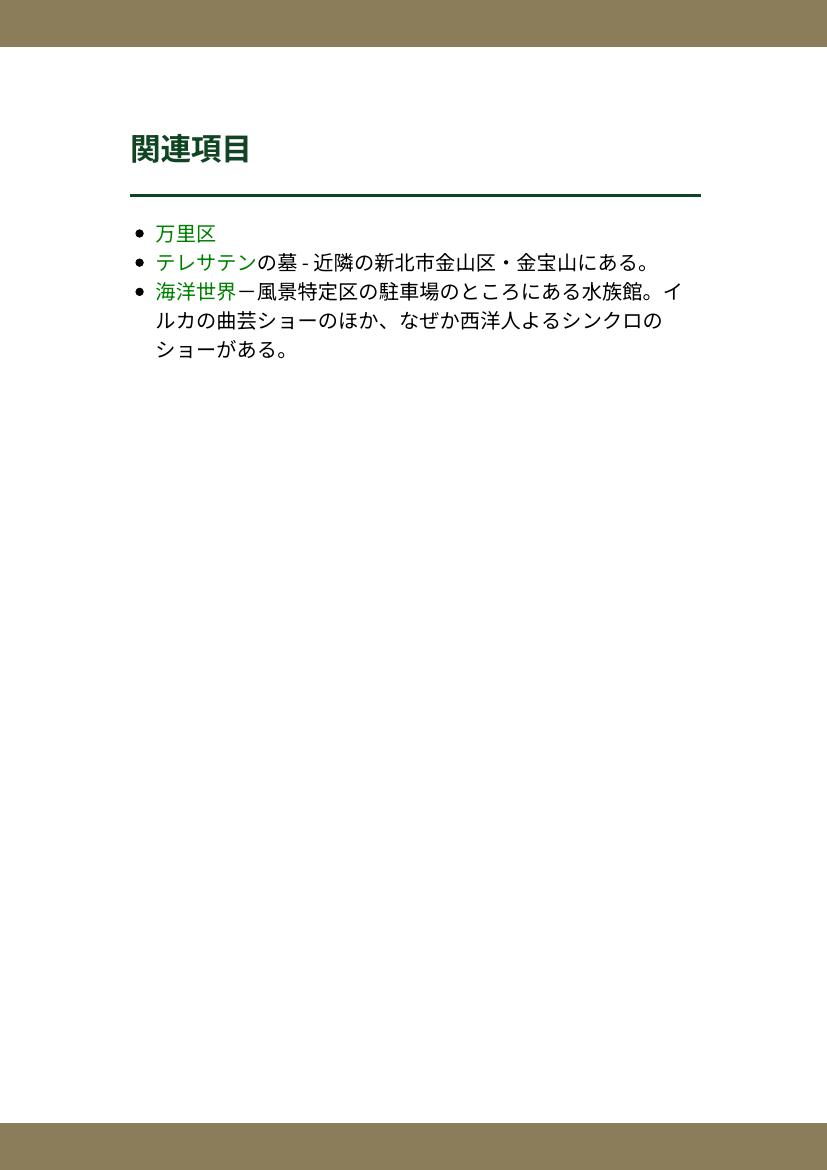 関連項目
• 万里区
• テレサテンの墓 - 近隣の新北市金山区・金宝山にある。
• 海洋世界－風景特定区の駐車場のところにある水族館。イ
ルカの曲芸ショーのほか、なぜか西洋人よるシンクロの
ショーがある。